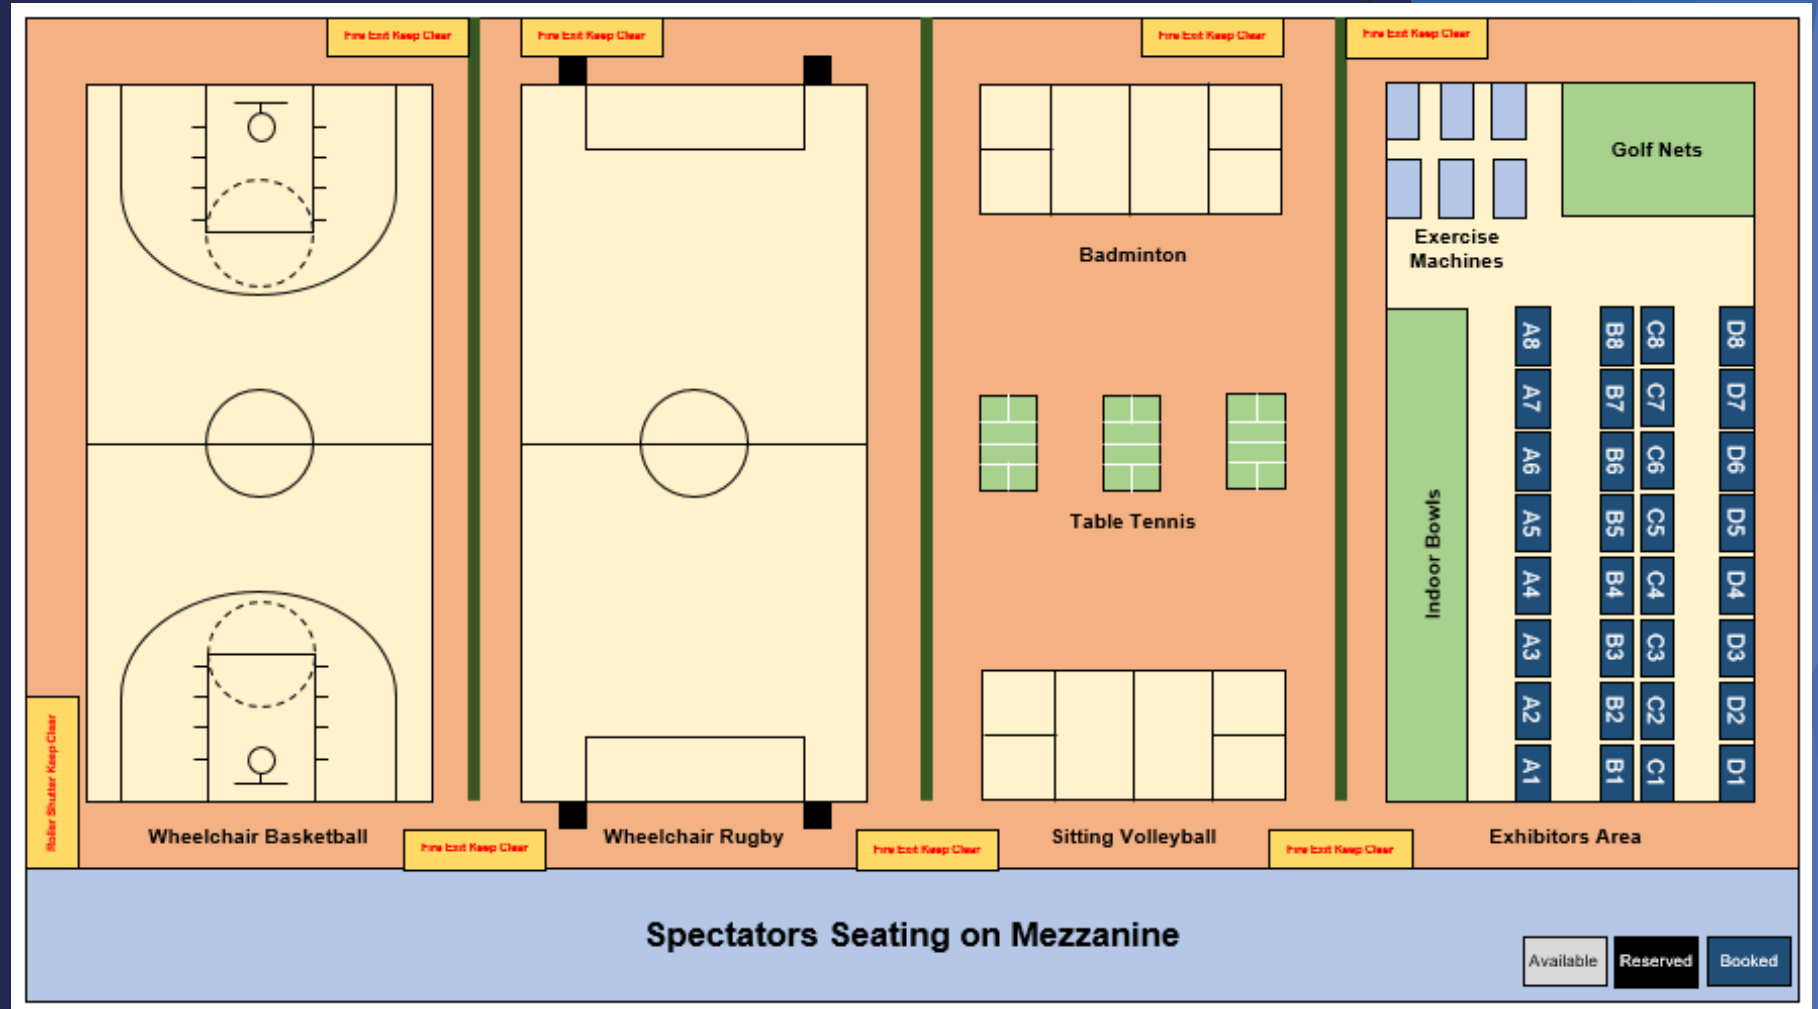 Fire Exit Keep Clear
Fire Exit Keep Clear
Fire Exit Keep Clear
Fire Exit Keep Clear
Golf Nets
Badminton
Exercise
Machines
A8 B8 C8 D8
A7 B7 C7 D7
A6 B6 C6 D6
Table Tennis
A5 B5 C5 D5
Indoor Bowls
A4 B4 C4 D4
A3 B3 C3 D3
A2 B2 C2 D2
A1 B1 C1 D1
Roller Shutter Keep Clear
Wheelchair Basketball
Fire Exit Keep Clear
Wheelchair Rugby
Fire Exit Keep Clear
Sitting Volleyball
Fire Exit Keep Clear
Exhibitors Area
Spectators Seating on Mezzanine
Available Reserved Booked